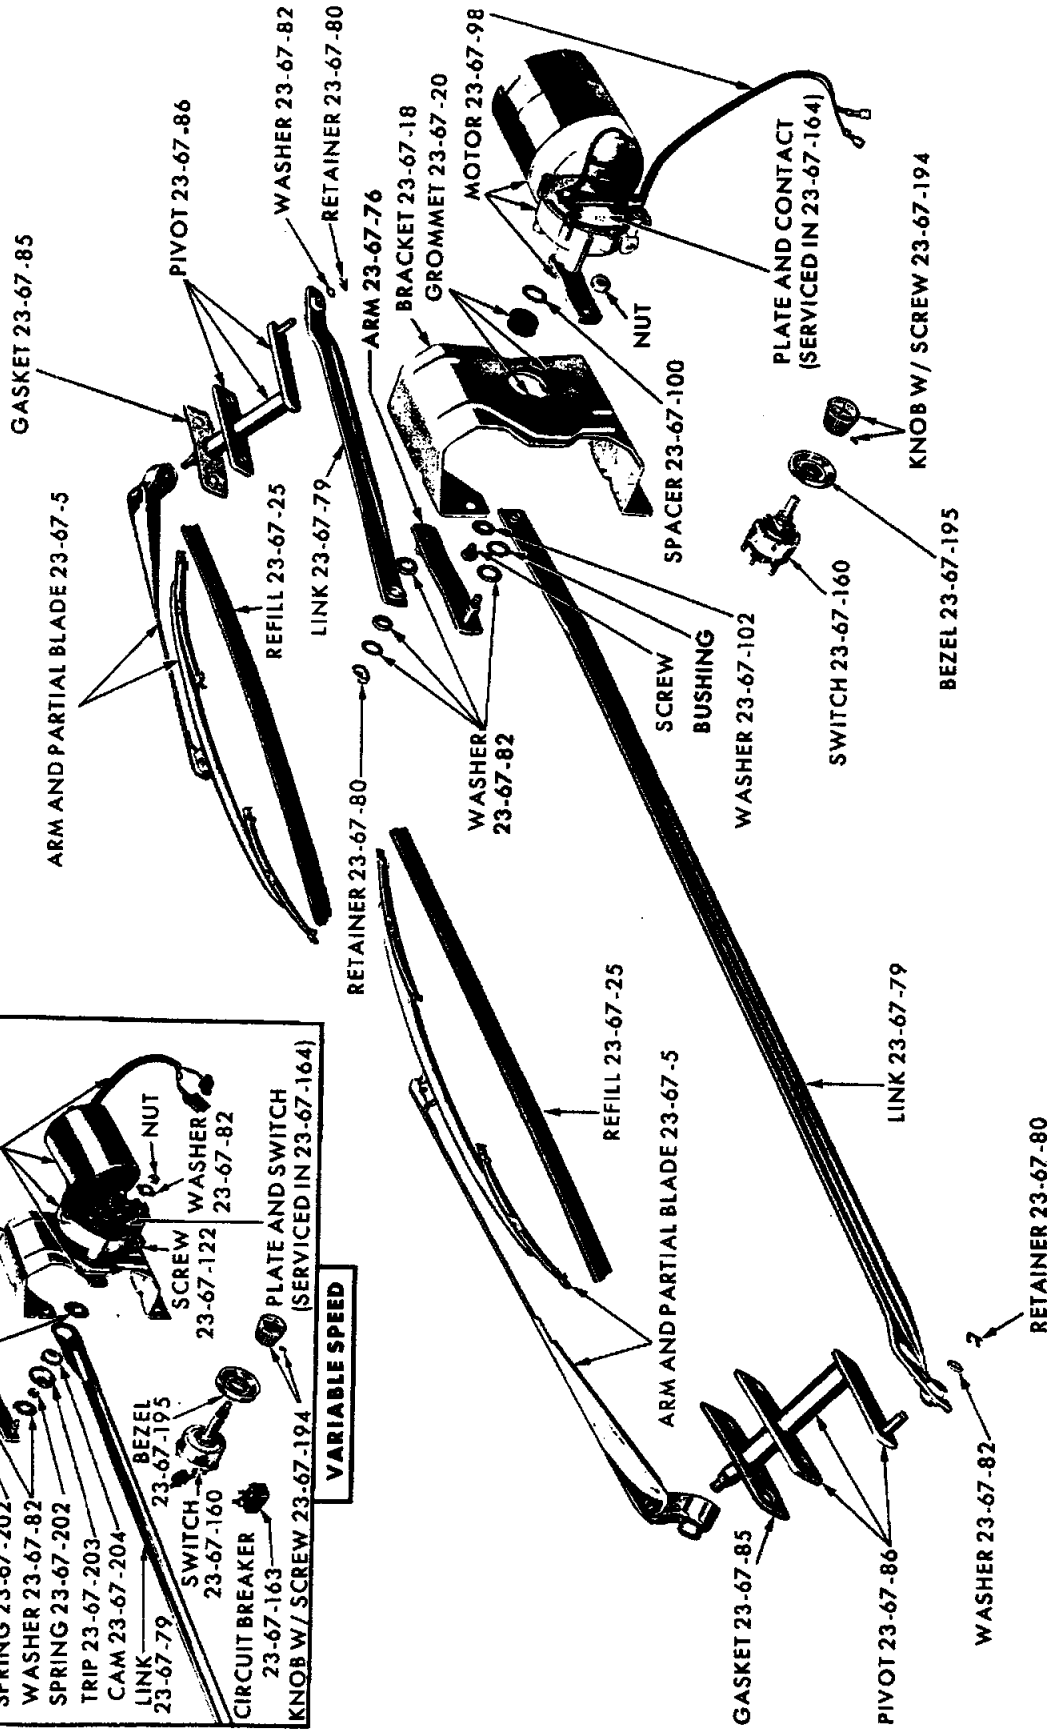 GASKET 23-67-85
PIVOT 23-67-86
WASHER 23-67-82
RETAINER 23-67-80
ARM AND PARTIAL BLADE 23-67-5
REFILL 23-67-25
LINK 23-67-79
ARM 23-67-76
BRACKET 23-67-18
GROMMET 23-67-20
MOTOR 23-67-98
NUT
SPACER 23-67-100
PLATE AND CONTACT
(SERVICED IN 23-67-164)
KNOB W/ SCREW 23-67-194
BEZEL 23-67-195
SWITCH 23-67-160
RETAINER 23-67-80
WASHER
23-67-82
SCREW
BUSHING
WASHER 23-67-102
REFILL 23-67-25
ARM AND PARTIAL BLADE 23-67-5
LINK 23-67-79
GASKET 23-67-85
PIVOT 23-67-86
WASHER 23-67-82
RETAINER 23-67-80
SPRING 23-67-202
WASHER 23-67-82
SPRING 23-67-202
TRIP 23-67-203
CAM 23-67-204
LINK
23-67-79
BEZEL
23-67-195
SWITCH
23-67-160
CIRCUIT BREAKER
23-67-163
KNOB W/ SCREW 23-67-194
NUT
WASHER
23-67-82
SCREW
23-67-122
PLATE AND SWITCH
(SERVICED IN 23-67-164)
VARIABLE SPEED